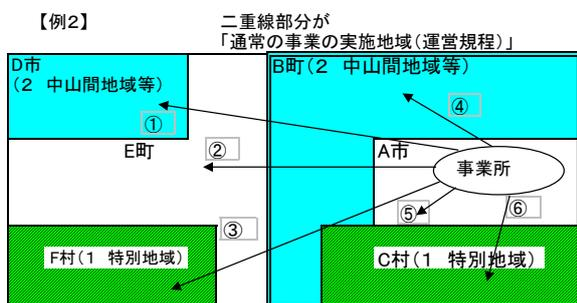 【例2】
二重線部分が
「通常の事業の実施地域(運営規程)」
D市
(2 中山間地域等)
B町(2 中山間地域等)
①
④
E町
②
A市
事業所
③
⑤
⑥
F村(1 特別地域)
C村(1 特別地域)